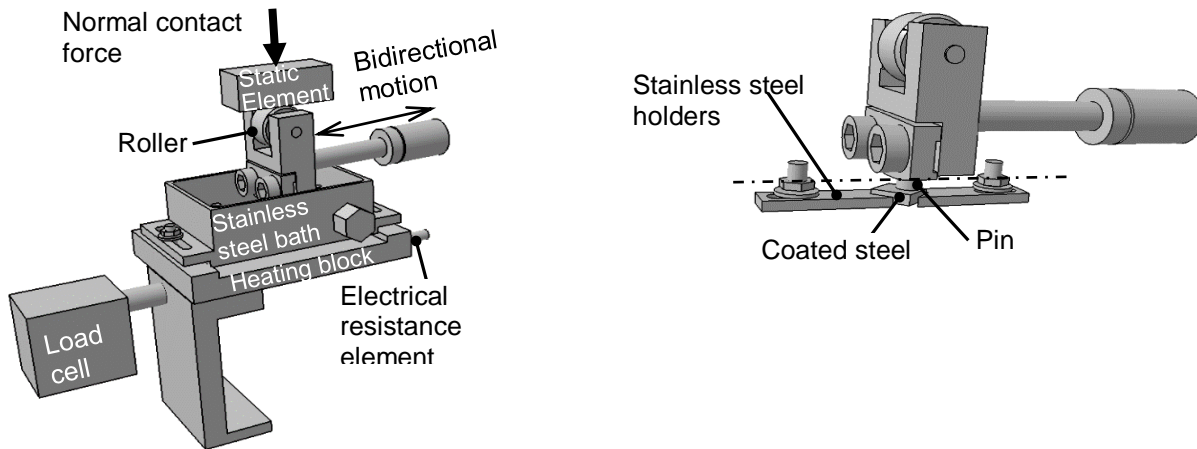 Normal contact
force
Static
Element
Bidirectional
motion
Roller
Stainless
steel bath
Heating block
Electrical
resistance
element
Load
cell
Stainless steel
holders
Coated steel
Pin